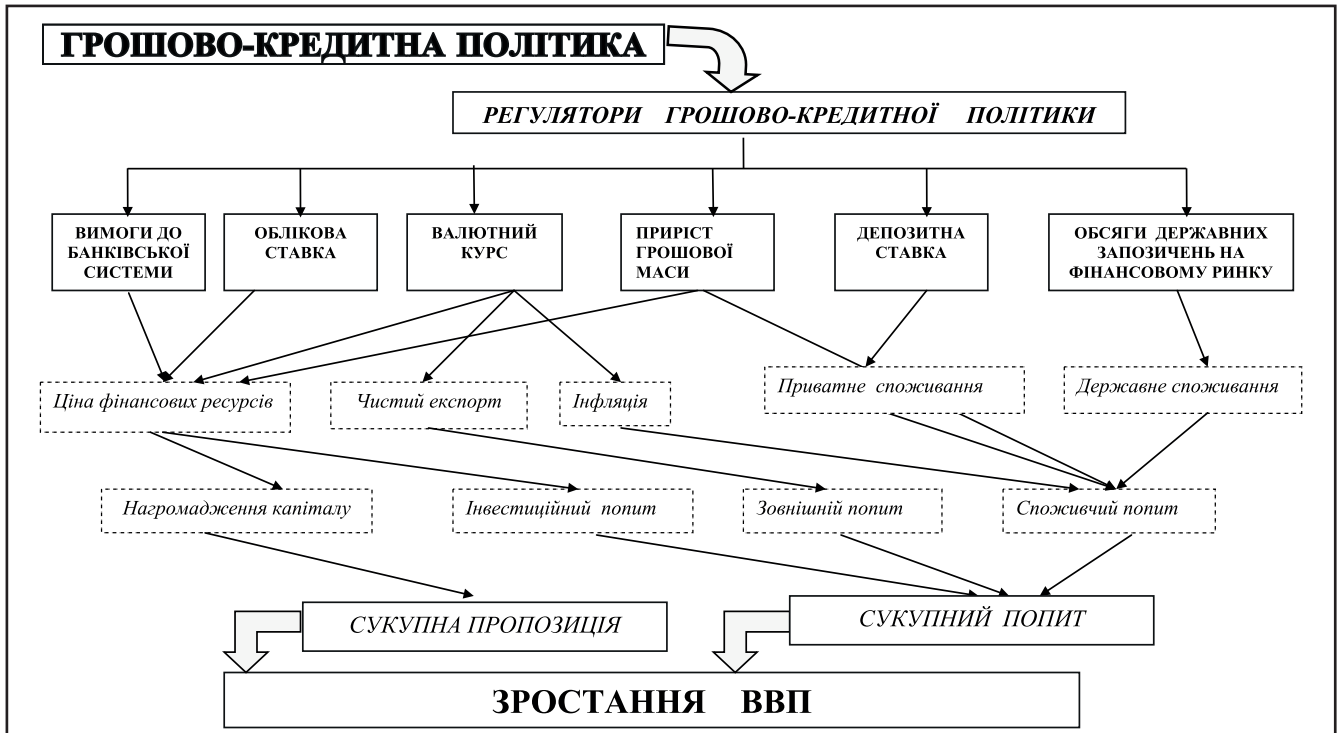 ГРОШОВО-КРЕДИТНА ПОЛІТИКА
РЕГУЛЯТОРИ ГРОШОВО-КРЕДИТНОЇ ПОЛІТИКИ
ВИМОГИ ДО
БАНКІВСЬКОЇ
СИСТЕМИ
ОБЛІКОВА
СТАВКА
ВАЛЮТНИЙ
КУРС
ПРИРІСТ
ГРОШОВОЇ
МАСИ
ДЕПОЗИТНА
СТАВКА
ОБСЯГИ ДЕРЖАВНИХ
ЗАПОЗИЧЕНЬ НА
ФІНАНСОВОМУ РИНКУ
Ціна фінансових ресурсів
Чистий експорт
Інфляція
Приватне споживання
Державне споживання
Нагромадження капіталу
Інвестиційний попит
Зовнішній попит
Споживчий попит
СУКУПНА ПРОПОЗИЦІЯ
СУКУПНИЙ ПОПИТ
ЗРОСТАННЯ ВВП